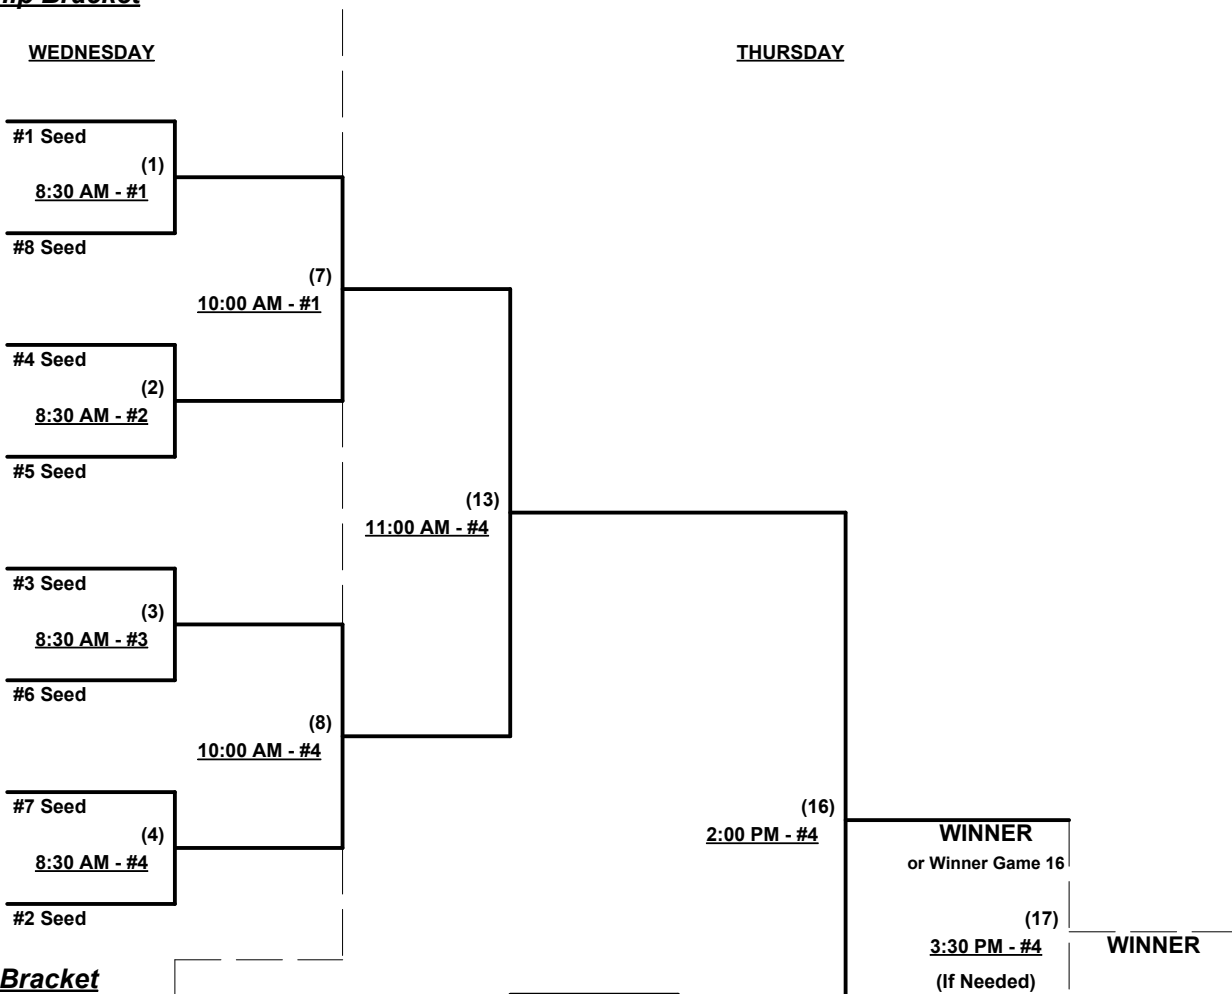 Bracket
WEDNESDAY
THURSDAY
#1 Seed
(1)
8:30 AM - #1
#8 Seed
(7)
10:00 AM - #1
#4 Seed
(2)
8:30 AM - #2
#5 Seed
(13)
11:00 AM - #4
#3 Seed
(3)
8:30 AM - #3
#6 Seed
(8)
10:00 AM - #4
#7 Seed
(4)
8:30 AM - #4
#2 Seed
(16)
2:00 PM - #4
WINNER
or Winner Game 16
(17)
3:30 PM - #4
WINNER
(If Needed)
Bracket